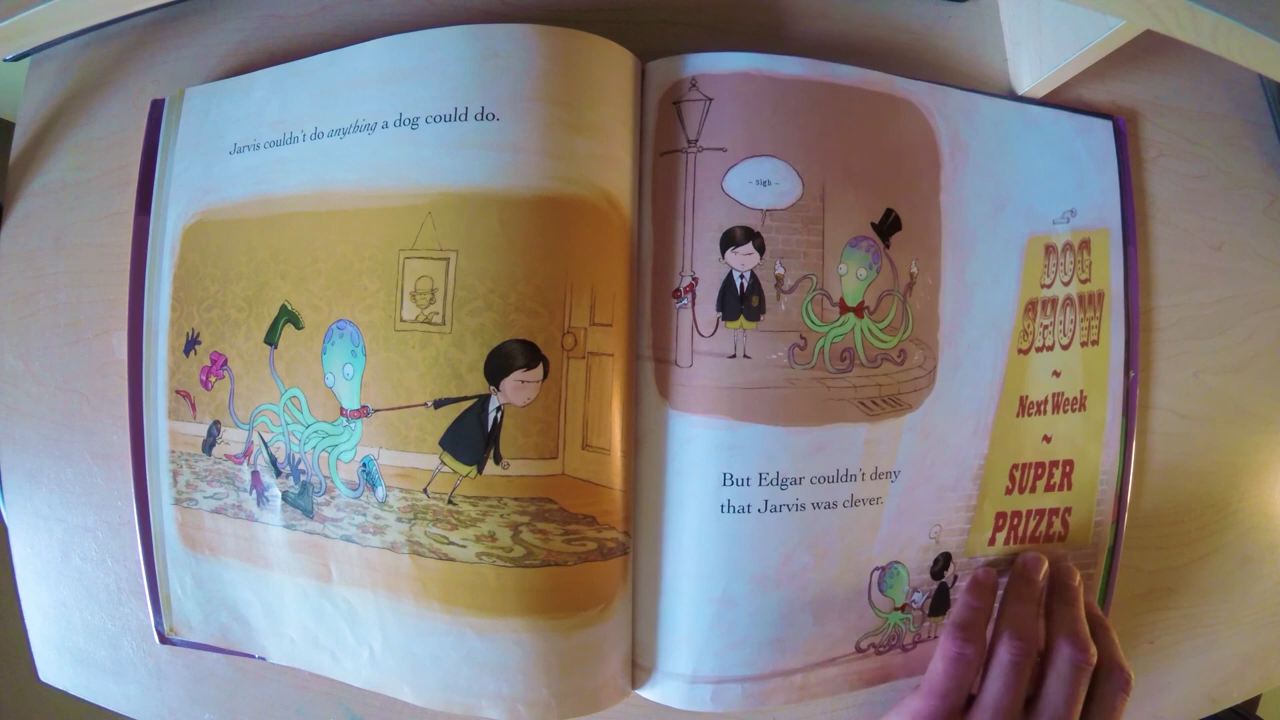 Jarvis couldn't do anything a dog could do.
- Sigh -
But Edgar couldn't deny
that Jarvis was clever.
DOG
SHOW
~
Next Week
~
SUPER
PRIZES